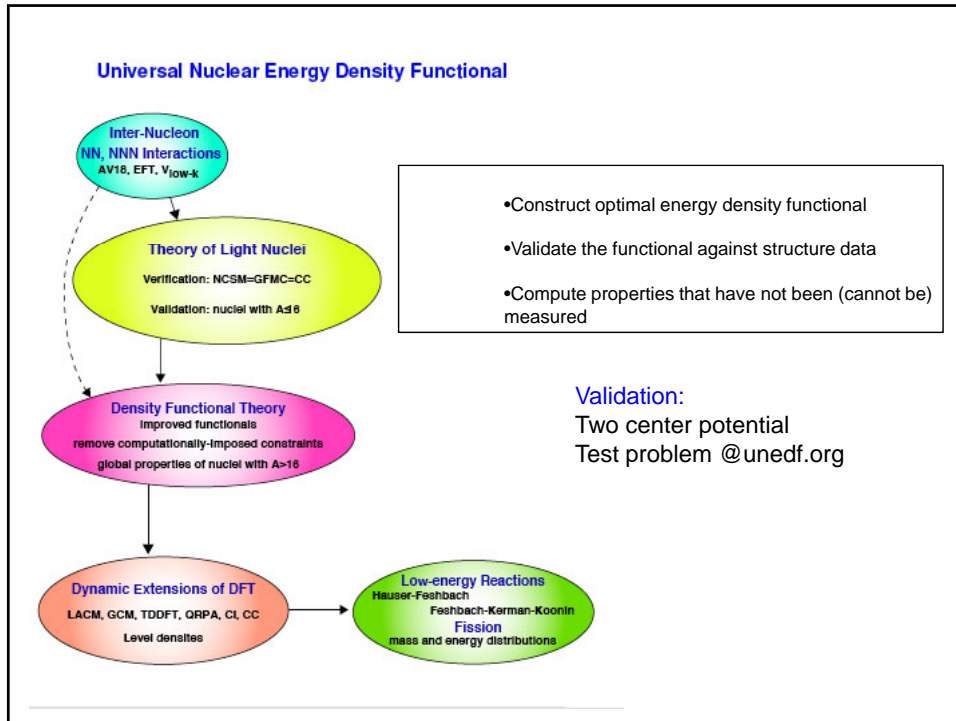 Universal Nuclear Energy Density Functional
Inter-Nucleon
NN, NNN Interactions
AV18, EFT, Vlow-k
Theory of Light Nuclei
Verification: NCSM=GFMC=CC
Validation: nuclei with A≤16
Density Functional Theory
improved functionals
remove computationally-imposed constraints
global properties of nuclei with A>16
Dynamic Extensions of DFT
LACM, GCM, TDDFT, QRPA, CI, CC
Level densites
Low-energy Reactions
Hauser-Feshbach
Feshbach-Kerman-Koonin
Fission
mass and energy distributions
•Construct optimal energy density functional
•Validate the functional against structure data
•Compute properties that have not been (cannot be)
measured
Validation:
Two center potential
Test problem @unedf.org